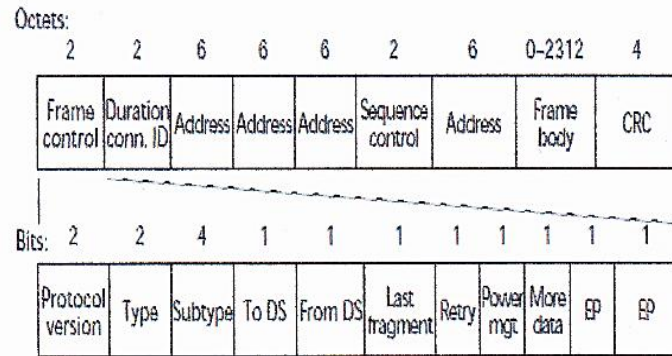 Octets:
2 2 6 6 6 2 6 0-2312 4
Frame control Duration conn. ID Address Address Address Sequence control Address Frame body CRC
Bits: 2 2 4 1 1 1 1 1 1 1 1
Protocol version Type Subtype To DS From DS Last fragment Retry Power mgt More data EP EP